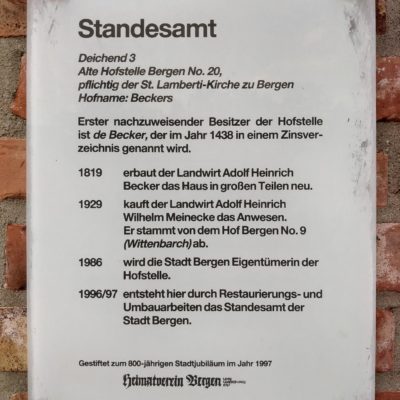 Standesamt
Deichend 3
Alte Hofstelle Bergen No. 20,
pflichtig der St. Lamberti-Kirche zu Bergen
Hofname: Beckers
Erster nachzuweisender Besitzer der Hofstelle
ist de Becker, der im Jahr 1438 in einem Zinsver-
zeichnis genannt wird.
1819 erbaut der Landwirt Adolf Heinrich
Becker das Haus in großen Teilen neu.
1929 kauft der Landwirt Adolf Heinrich
Wilhelm Meinecke das Anwesen.
Er stammt von dem Hof Bergen No. 9
(Wittenbarch) ab.
1986 wird die Stadt Bergen Eigentümerin der
Hofstelle.
1996/97 entsteht hier durch Restaurierungs- und
Umbauarbeiten das Standesamt der
Stadt Bergen.
Gestiftet zum 800-jährigen Stadtjubiläum im Jahr 1997
Heimatverein Bergen